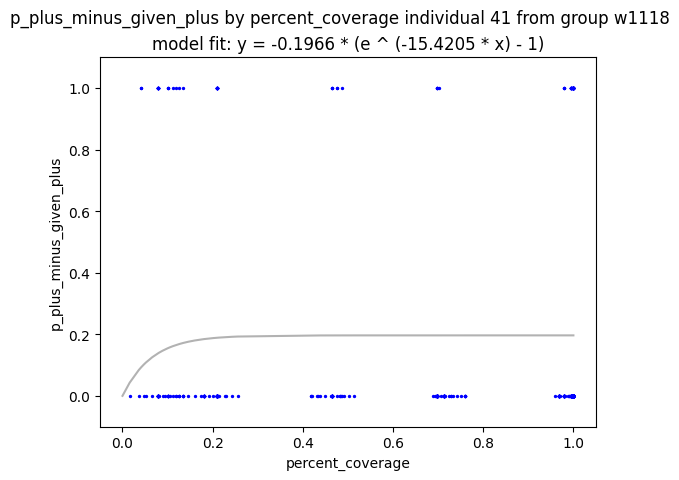 p_plus_minus_given_plus by percent_coverage individual 41 from group w1118
model fit: y = -0.1966 * (e ^ (-15.4205 * x) - 1)
1.0
0.8
0.6
0.4
0.2
0.0
p_plus_minus_given_plus
0.0 0.2 0.4 0.6 0.8 1.0
percent_coverage